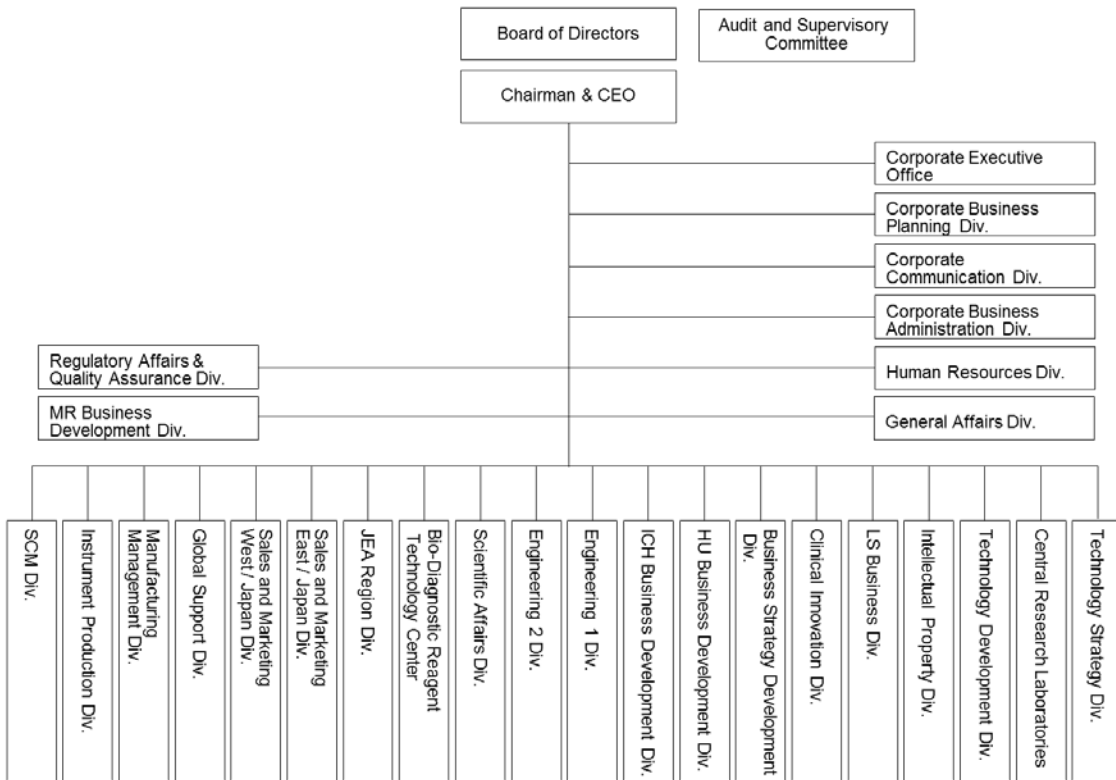 Board of Directors
Audit and Supervisory
Committee
Chairman & CEO
Corporate Executive
Office
Corporate Business
Planning Div.
Corporate
Communication Div.
Corporate Business
Administration Div.
Regulatory Affairs &
Quality Assurance Div.
Human Resources Div.
MR Business
Development Div.
General Affairs Div.
SCM Div.
Instrument Production Div.
Manufacturing
Management Div.
Global Support Div.
Sales and Marketing
West / Japan Div.
Sales and Marketing
East / Japan Div.
JEA Region Div.
Bio-Diagnostic Reagent
Technology Center
Scientific Affairs Div.
Engineering 2 Div.
Engineering 1 Div.
ICH Business Development Div.
HU Business Development Div.
Business Strategy Development
Div.
Clinical Innovation Div.
LS Business Div.
Intellectual Property Div.
Technology Development Div.
Central Research Laboratories
Technology Strategy Div.